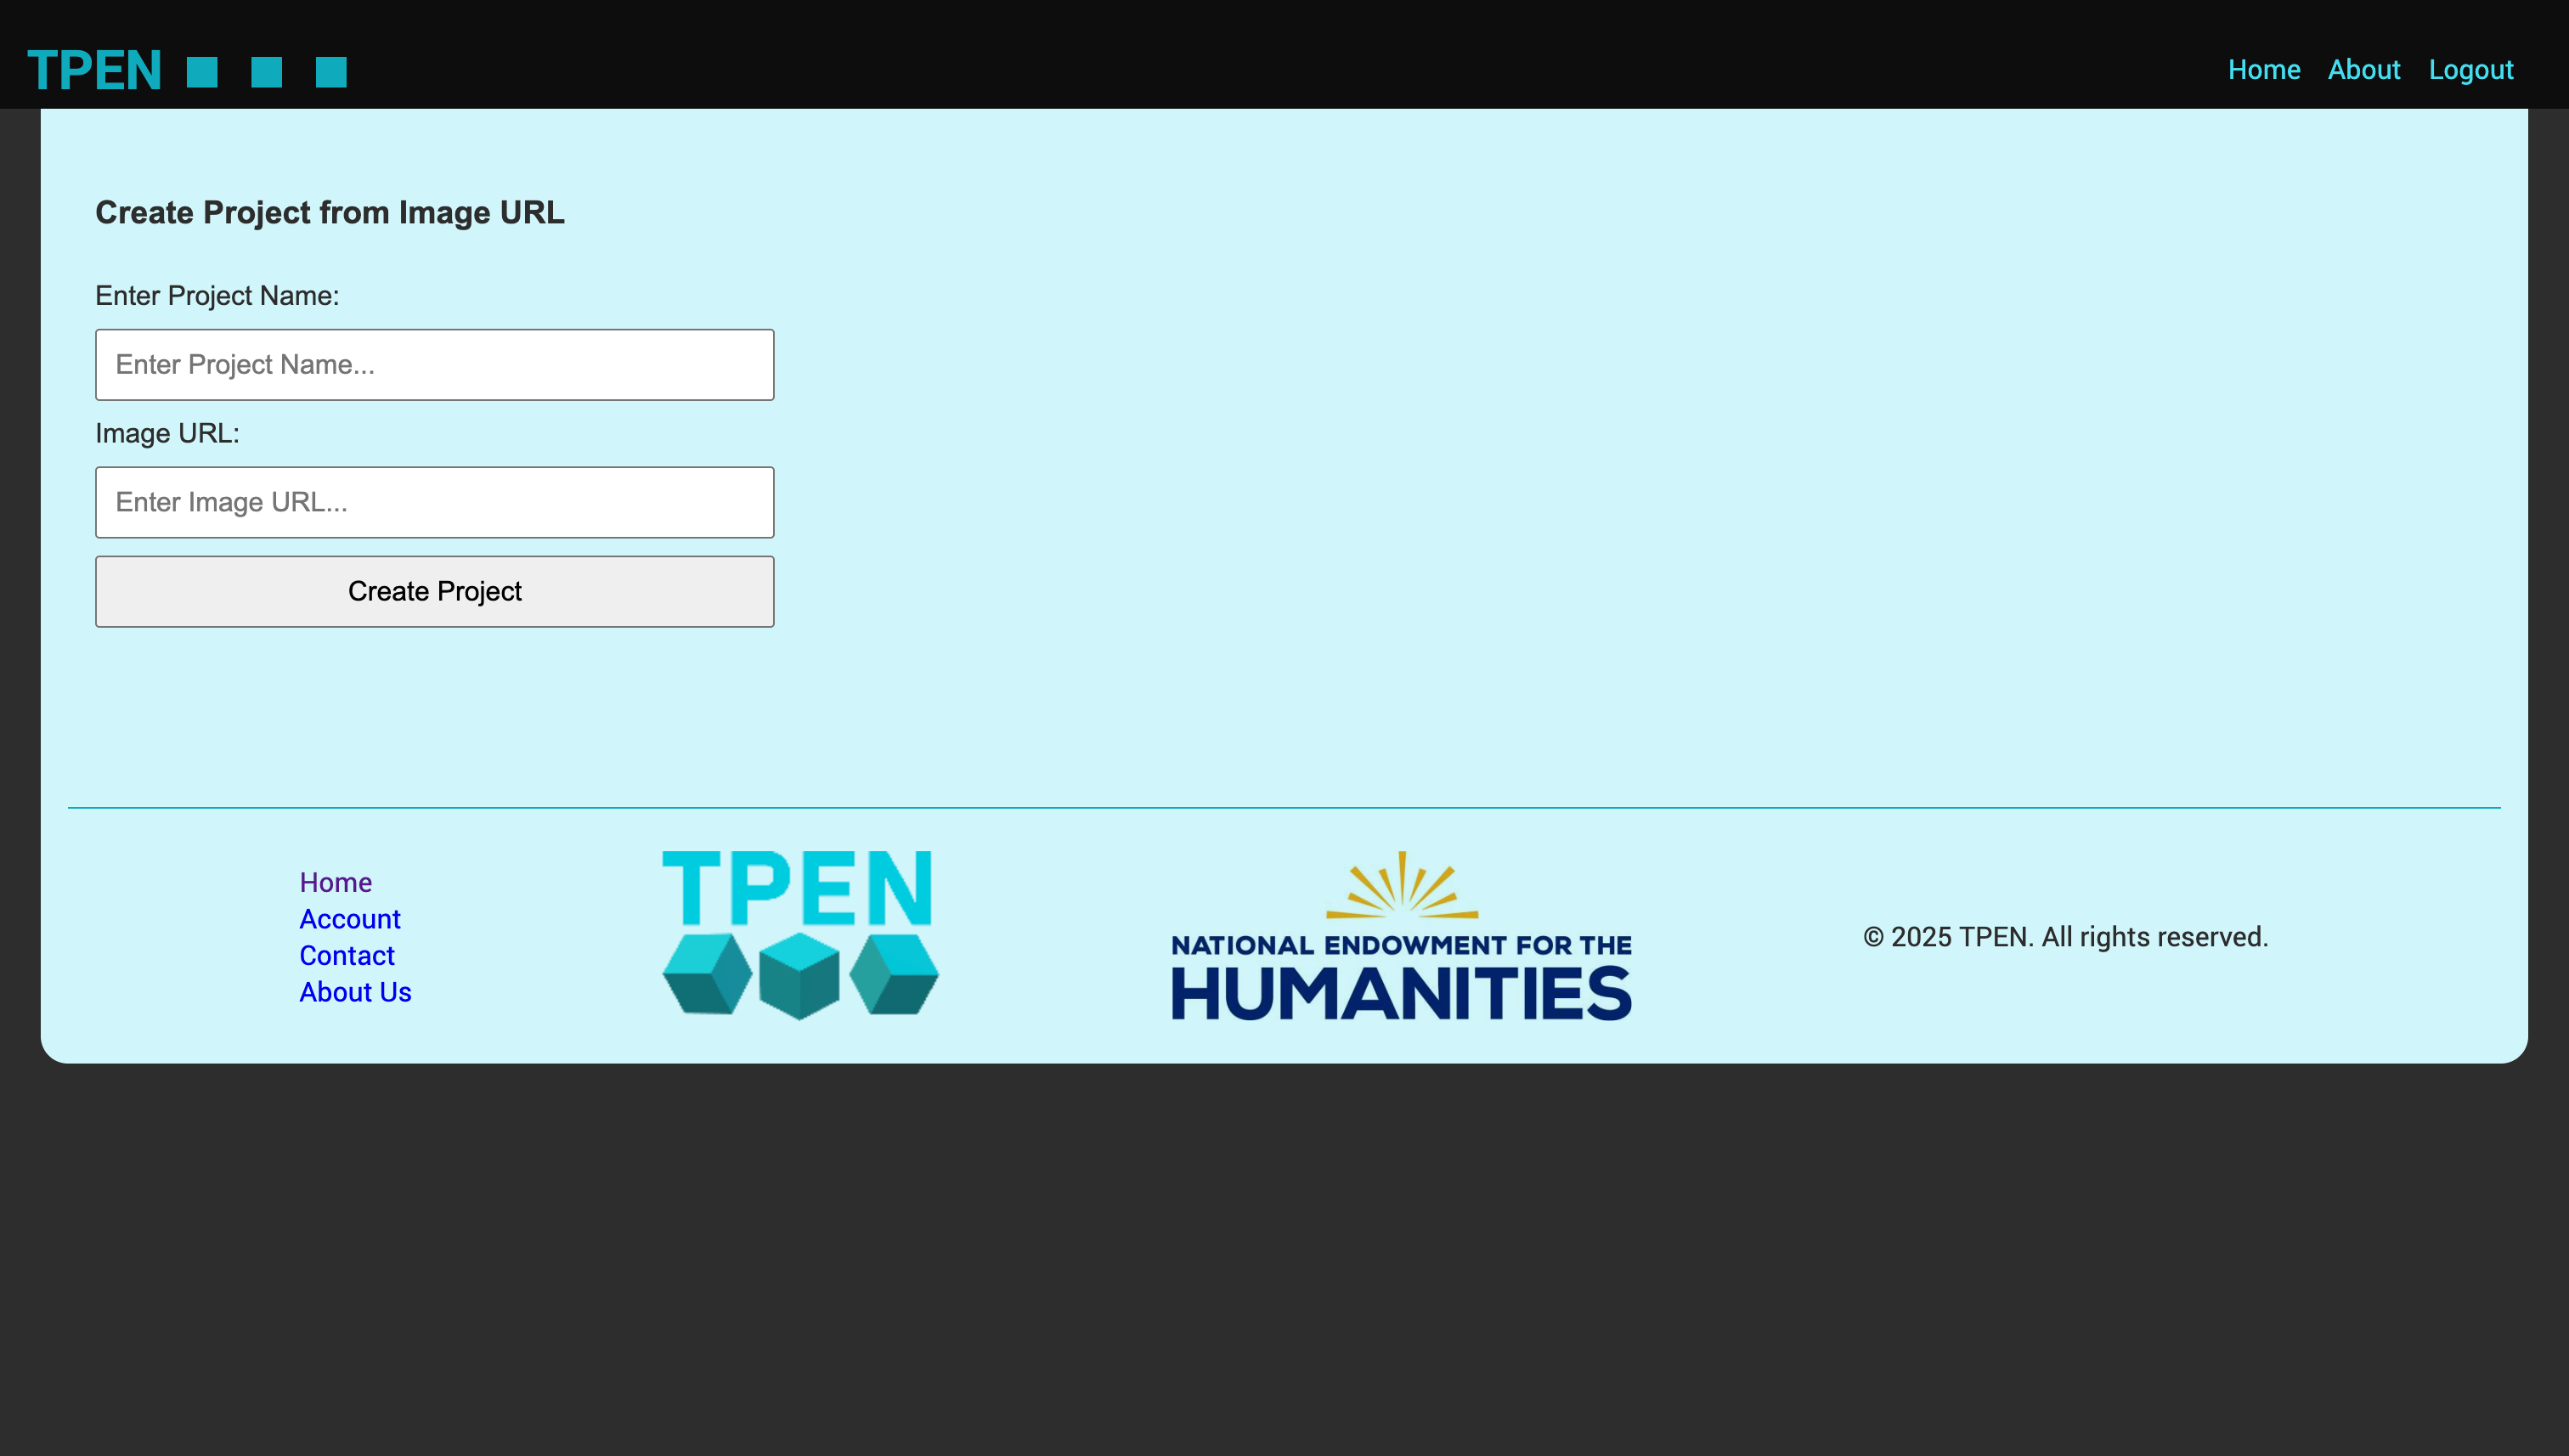 TPEN
Home About Logout
Create Project from Image URL
Enter Project Name:
Enter Project Name...
Image URL:
Enter Image URL...
Create Project
Home
Account
Contact
About Us
TPEN
NATIONAL ENDOWMENT FOR THE
HUMANITIES
© 2025 TPEN. All rights reserved.